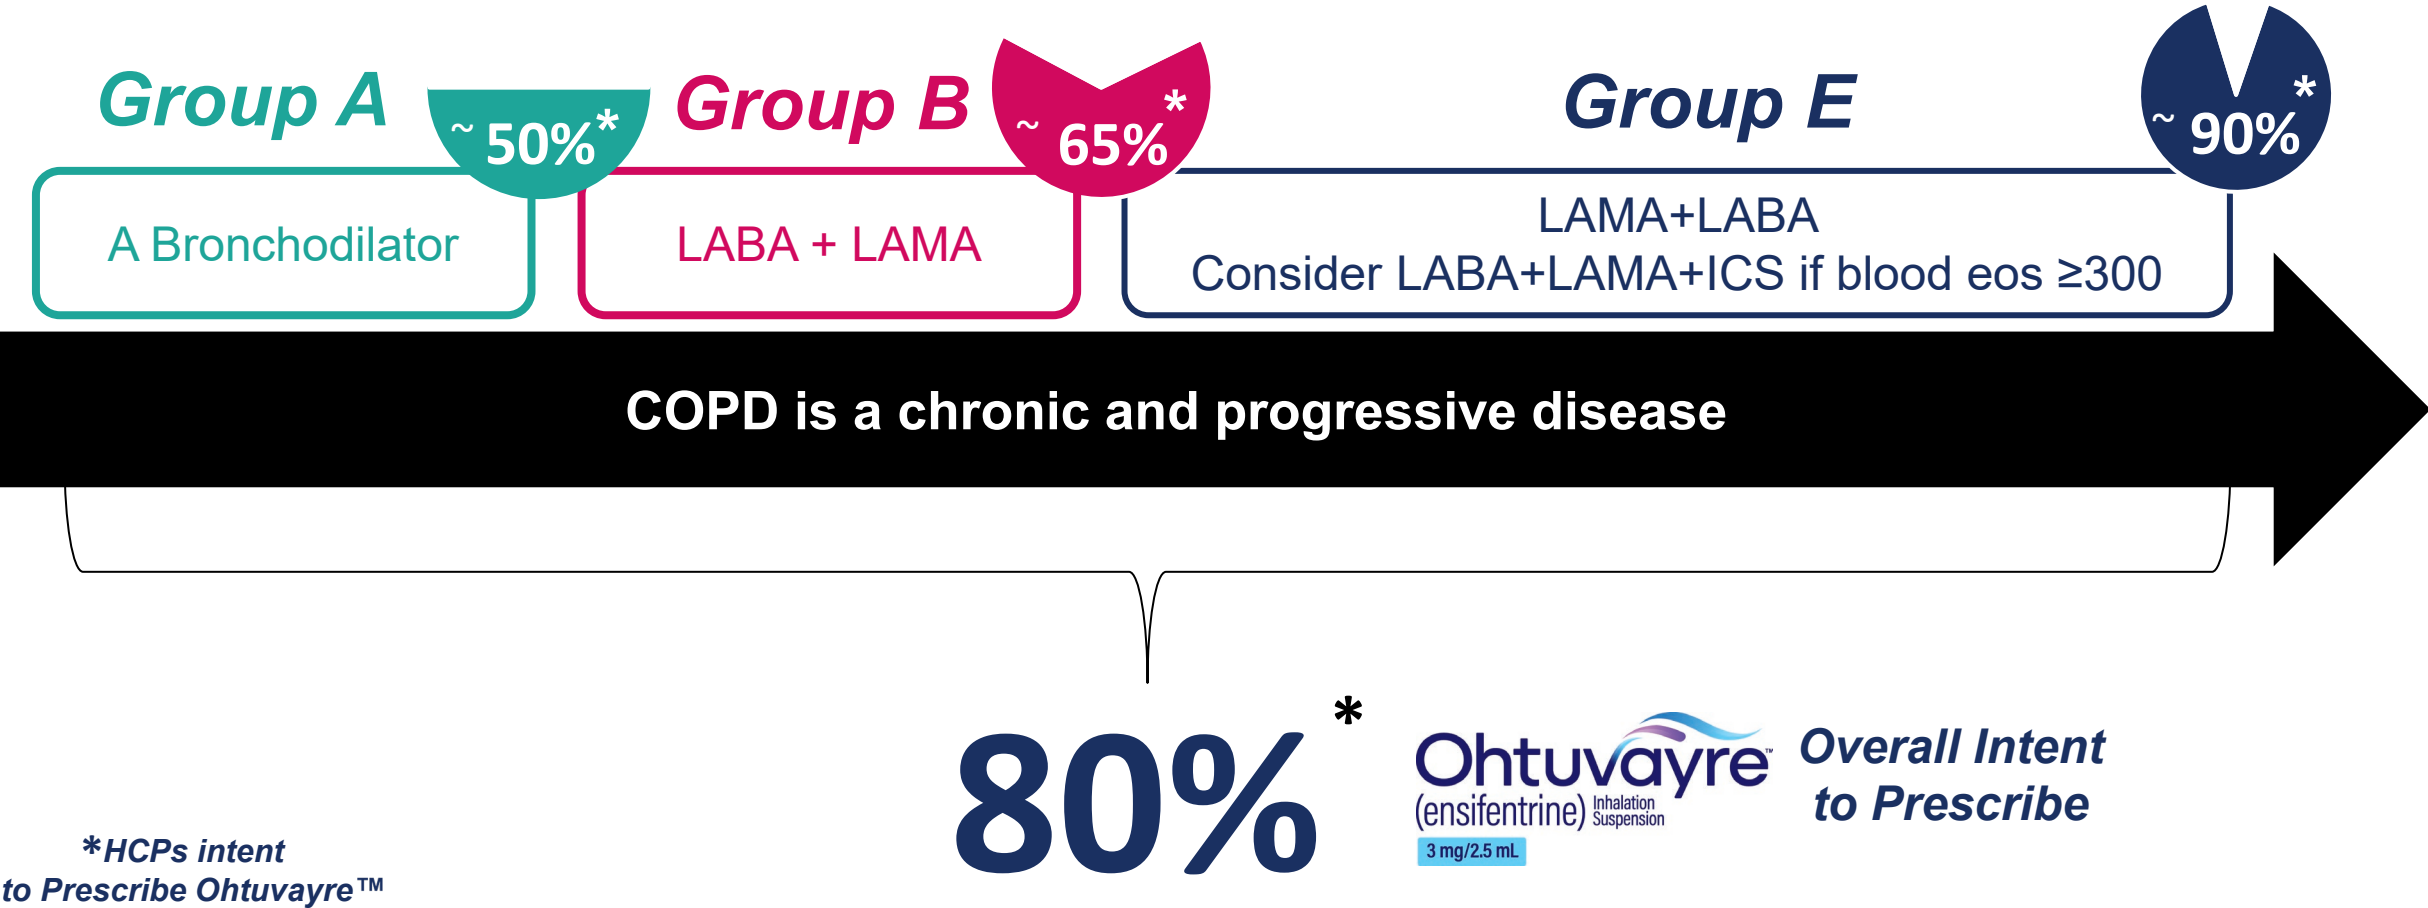 Group A
~ 50%*
Group B
~ 65%*
Group E
~ 90%*
A Bronchodilator
LABA + LAMA
LAMA+LABA
Consider LABA+LAMA+ICS if blood eos ≥300
COPD is a chronic and progressive disease
80%*
Ohtuvayre™
(ensifentrine) Inhalation
Suspension
3 mg/2.5 mL
Overall Intent
to Prescribe
*HCPs intent
to Prescribe Ohtuvayre™